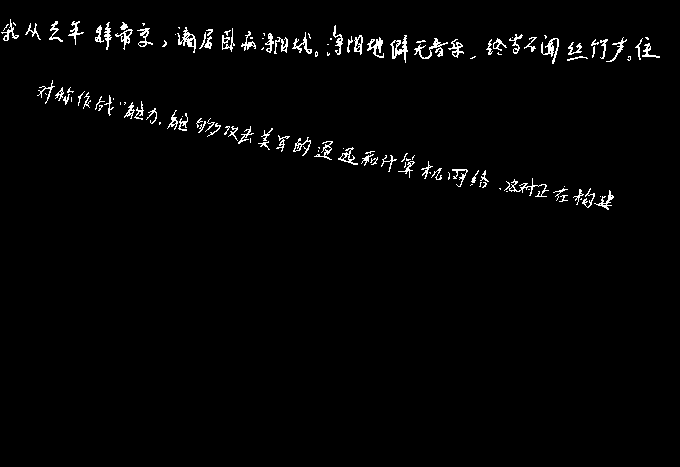 我从去年辞帝京，谪居卧病浔阳城。浔阳地僻无音乐，终岁不闻丝竹声。住
对称作战”能力，能够攻击美军的通迅和计算机网络，这对正在构建